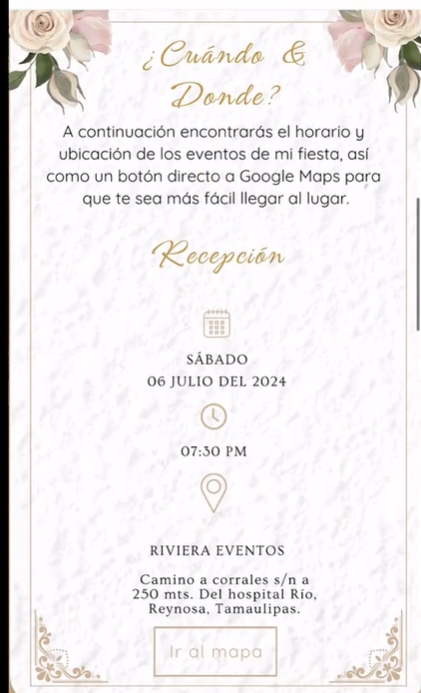 ¿Cuándo &
Donde?
A continuación encontrarás el horario y
ubicación de los eventos de mi fiesta, así
como un botón directo a Google Maps para
que te sea más fácil llegar al lugar.
Recepción
SÁBADO
06 JULIO DEL 2024
07:30 PM
RIVIERA EVENTOS
Camino a corrales s/n a
250 mts. Del hospital Río,
Reynosa, Tamaulipas.
Ir al mapa